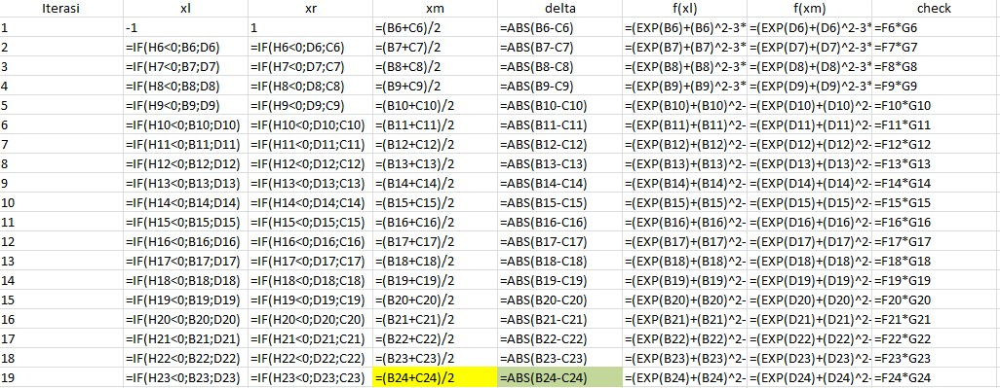 Iterasi xl xr xm delta f(xl) f(xm) check
1 -1 1 =(B6+C6)/2 =ABS(B6-C6) =(EXP(B6)+(B6)^2-3* =(EXP(D6)+(D6)^2-3* =F6*G6
2 =IF(H6<0;B6;D6) =IF(H6<0;D6;C6) =(B7+C7)/2 =ABS(B7-C7) =(EXP(B7)+(B7)^2-3* =(EXP(D7)+(D7)^2-3* =F7*G7
3 =IF(H7<0;B7;D7) =IF(H7<0;D7;C7) =(B8+C8)/2 =ABS(B8-C8) =(EXP(B8)+(B8)^2-3* =(EXP(D8)+(D8)^2-3* =F8*G8
4 =IF(H8<0;B8;D8) =IF(H8<0;D8;C8) =(B9+C9)/2 =ABS(B9-C9) =(EXP(B9)+(B9)^2-3* =(EXP(D9)+(D9)^2-3* =F9*G9
5 =IF(H9<0;B9;D9) =IF(H9<0;D9;C9) =(B10+C10)/2 =ABS(B10-C10) =(EXP(B10)+(B10)^2- =(EXP(D10)+(D10)^2- =F10*G10
6 =IF(H10<0;B10;D10) =IF(H10<0;D10;C10) =(B11+C11)/2 =ABS(B11-C11) =(EXP(B11)+(B11)^2- =(EXP(D11)+(D11)^2- =F11*G11
7 =IF(H11<0;B11;D11) =IF(H11<0;D11;C11) =(B12+C12)/2 =ABS(B12-C12) =(EXP(B12)+(B12)^2- =(EXP(D12)+(D12)^2- =F12*G12
8 =IF(H12<0;B12;D12) =IF(H12<0;D12;C12) =(B13+C13)/2 =ABS(B13-C13) =(EXP(B13)+(B13)^2- =(EXP(D13)+(D13)^2- =F13*G13
9 =IF(H13<0;B13;D13) =IF(H13<0;D13;C13) =(B14+C14)/2 =ABS(B14-C14) =(EXP(B14)+(B14)^2- =(EXP(D14)+(D14)^2- =F14*G14
10 =IF(H14<0;B14;D14) =IF(H14<0;D14;C14) =(B15+C15)/2 =ABS(B15-C15) =(EXP(B15)+(B15)^2- =(EXP(D15)+(D15)^2- =F15*G15
11 =IF(H15<0;B15;D15) =IF(H15<0;D15;C15) =(B16+C16)/2 =ABS(B16-C16) =(EXP(B16)+(B16)^2- =(EXP(D16)+(D16)^2- =F16*G16
12 =IF(H16<0;B16;D16) =IF(H16<0;D16;C16) =(B17+C17)/2 =ABS(B17-C17) =(EXP(B17)+(B17)^2- =(EXP(D17)+(D17)^2- =F17*G17
13 =IF(H17<0;B17;D17) =IF(H17<0;D17;C17) =(B18+C18)/2 =ABS(B18-C18) =(EXP(B18)+(B18)^2- =(EXP(D18)+(D18)^2- =F18*G18
14 =IF(H18<0;B18;D18) =IF(H18<0;D18;C18) =(B19+C19)/2 =ABS(B19-C19) =(EXP(B19)+(B19)^2- =(EXP(D19)+(D19)^2- =F19*G19
15 =IF(H19<0;B19;D19) =IF(H19<0;D19;C19) =(B20+C20)/2 =ABS(B20-C20) =(EXP(B20)+(B20)^2- =(EXP(D20)+(D20)^2- =F20*G20
16 =IF(H20<0;B20;D20) =IF(H20<0;D20;C20) =(B21+C21)/2 =ABS(B21-C21) =(EXP(B21)+(B21)^2- =(EXP(D21)+(D21)^2- =F21*G21
17 =IF(H21<0;B21;D21) =IF(H21<0;D21;C21) =(B22+C22)/2 =ABS(B22-C22) =(EXP(B22)+(B22)^2- =(EXP(D22)+(D22)^2- =F22*G22
18 =IF(H22<0;B22;D22) =IF(H22<0;D22;C22) =(B23+C23)/2 =ABS(B23-C23) =(EXP(B23)+(B23)^2- =(EXP(D23)+(D23)^2- =F23*G23
19 =IF(H23<0;B23;D23) =IF(H23<0;D23;C23) =(B24+C24)/2 =ABS(B24-C24) =(EXP(B24)+(B24)^2- =(EXP(D24)+(D24)^2- =F24*G24